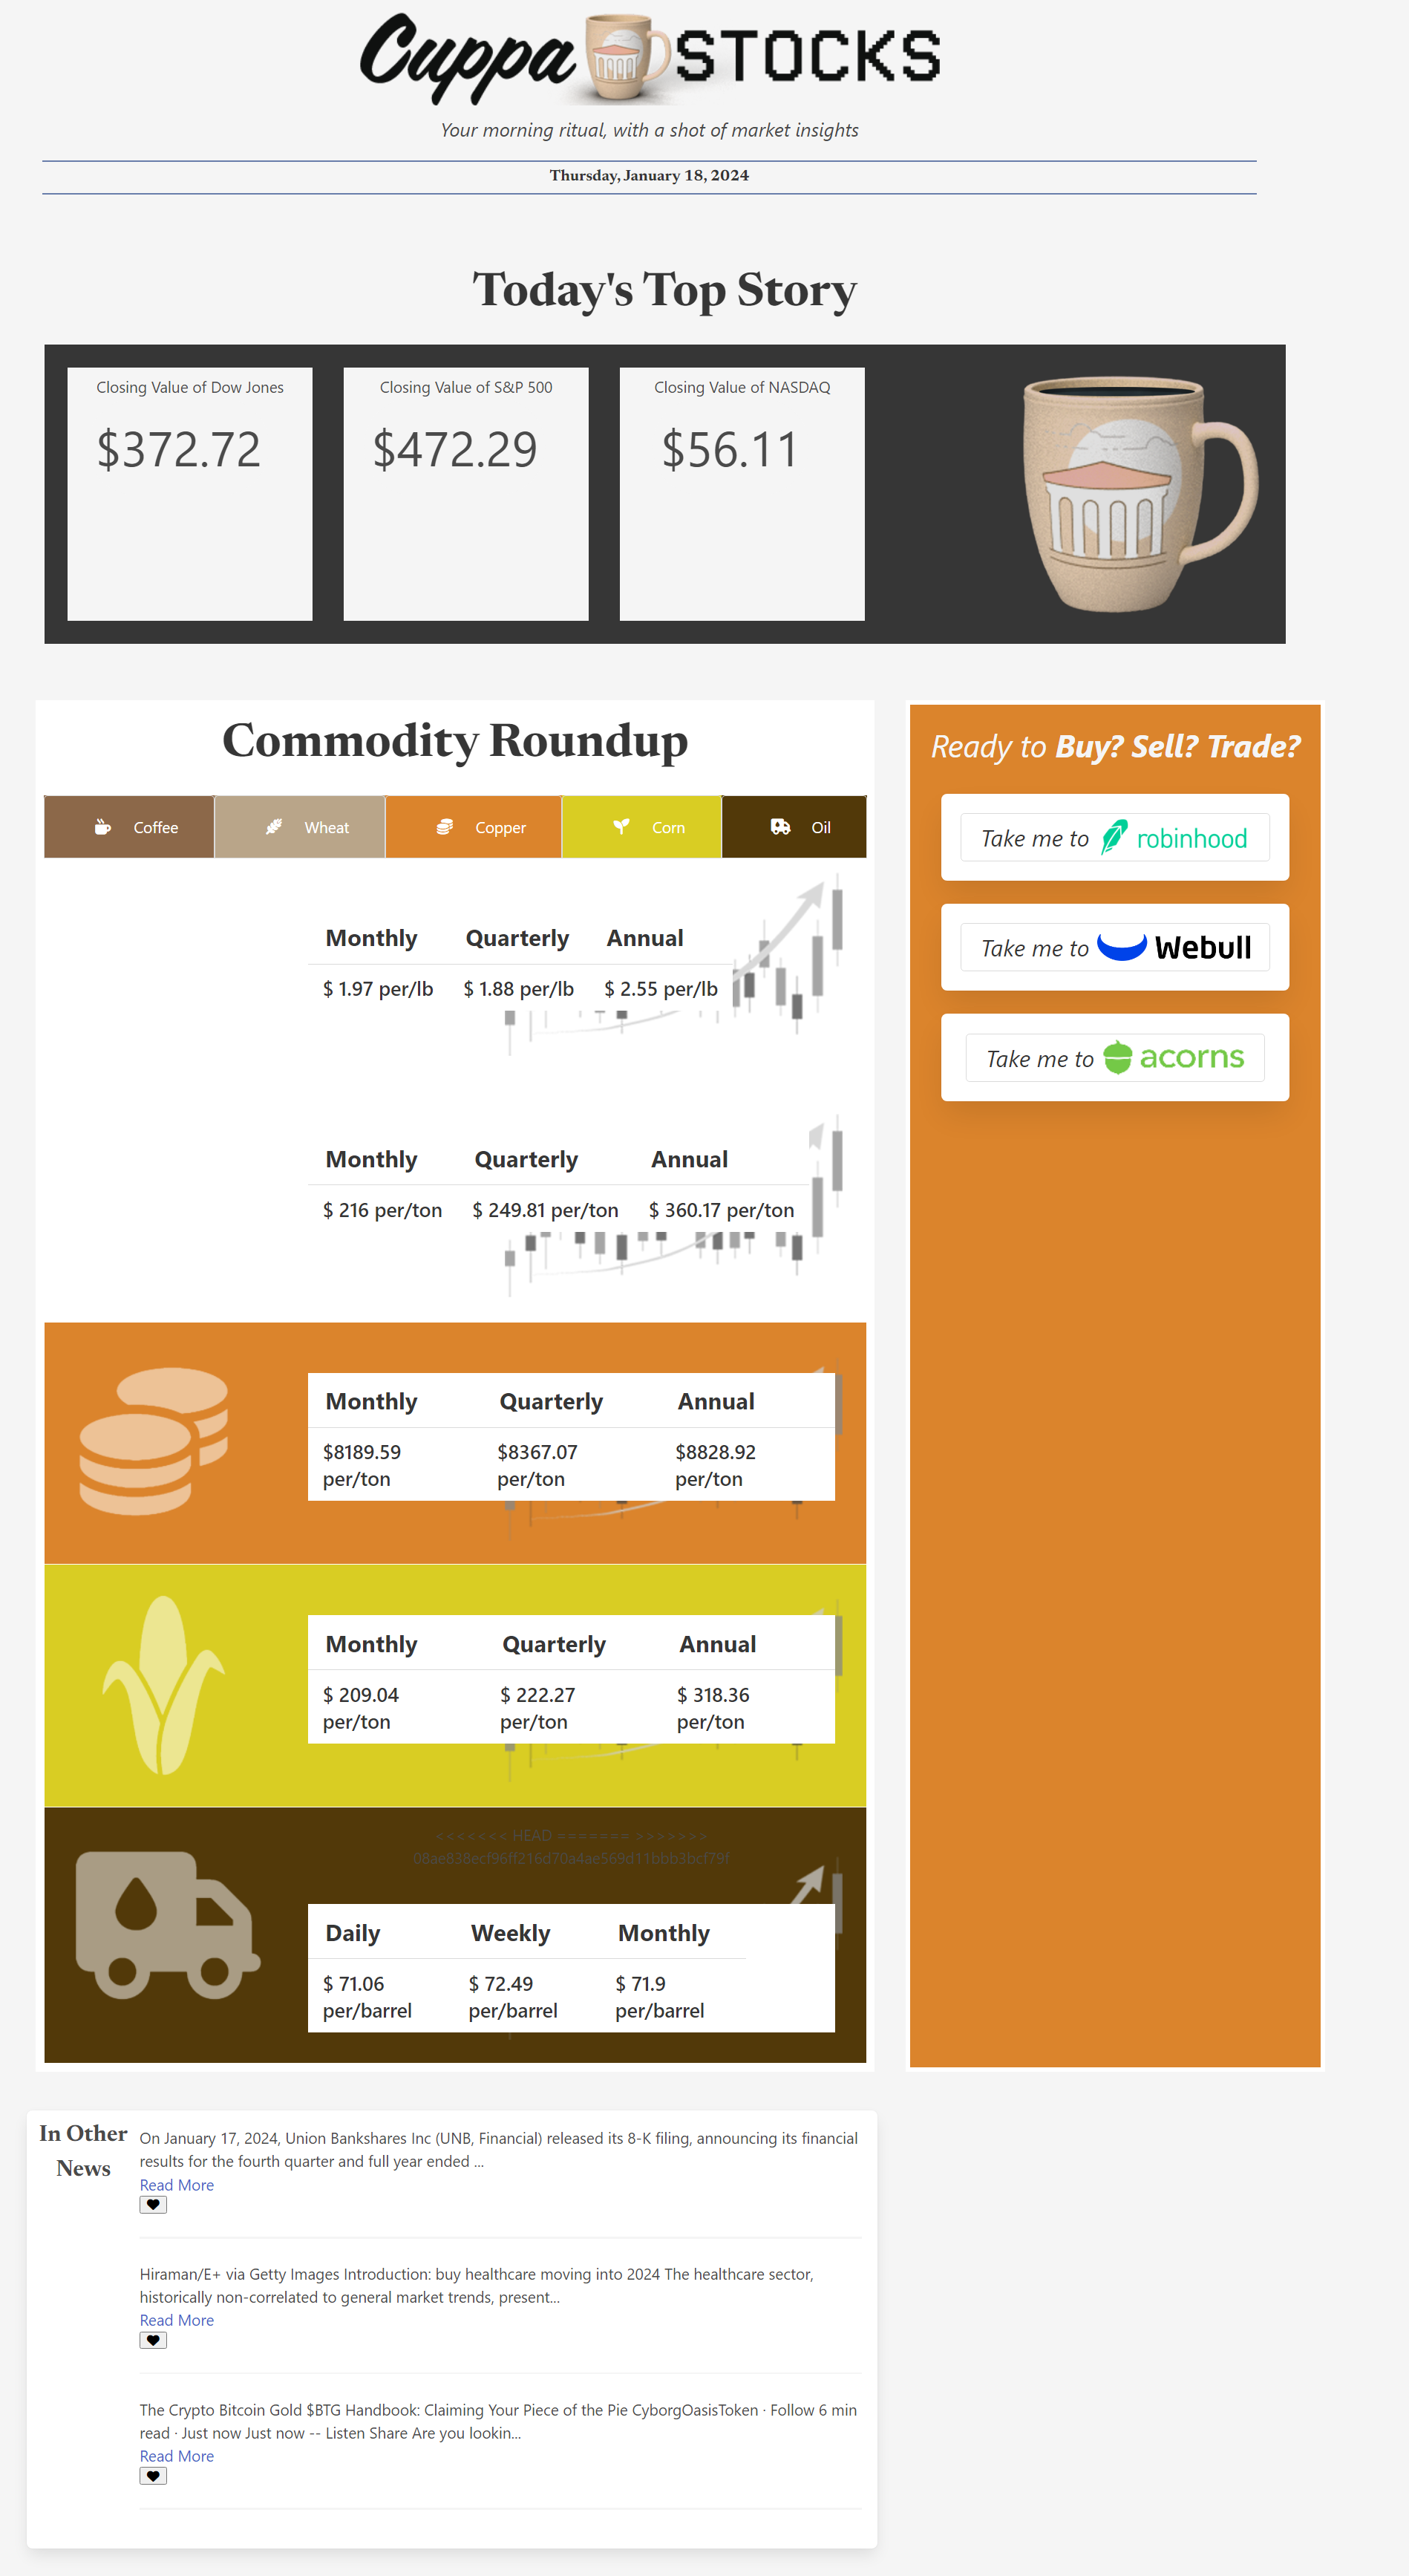 Cuppa STOCKS
Your morning ritual, with a shot of market insights
Thursday, January 18, 2024
Today's Top Story
Closing Value of Dow Jones
$372.72
Closing Value of S&P 500
$472.29
Closing Value of NASDAQ
$56.11
Commodity Roundup
Coffee Wheat Copper Corn Oil
Monthly Quarterly Annual
$ 1.97 per/lb $ 1.88 per/lb $ 2.55 per/lb
Monthly Quarterly Annual
$ 216 per/ton $ 249.81 per/ton $ 360.17 per/ton
Monthly Quarterly Annual
$8189.59 $8367.07 $8828.92
per/ton per/ton per/ton
Monthly Quarterly Annual
$ 209.04 $ 222.27 $ 318.36
per/ton per/ton per/ton
<<<<<<< HEAD ======= >>>>>>>
08ae838ecf96ff216d70a4ae569d11bbb3bcf79f
Daily Weekly Monthly
$ 71.06 $ 72.49 $ 71.9
per/barrel per/barrel per/barrel
Ready to Buy? Sell? Trade?
Take me to robinhood
Take me to Webull
Take me to acorns
In Other
News
On January 17, 2024, Union Bankshares Inc (UNB, Financial) released its 8-K filing, announcing its financial
results for the fourth quarter and full year ended ...
Read More
Hiraman/E+ via Getty Images Introduction: buy healthcare moving into 2024 The healthcare sector,
historically non-correlated to general market trends, present...
Read More
The Crypto Bitcoin Gold $BTG Handbook: Claiming Your Piece of the Pie CyborgOasisToken · Follow 6 min
read · Just now Just now -- Listen Share Are you lookin...
Read More